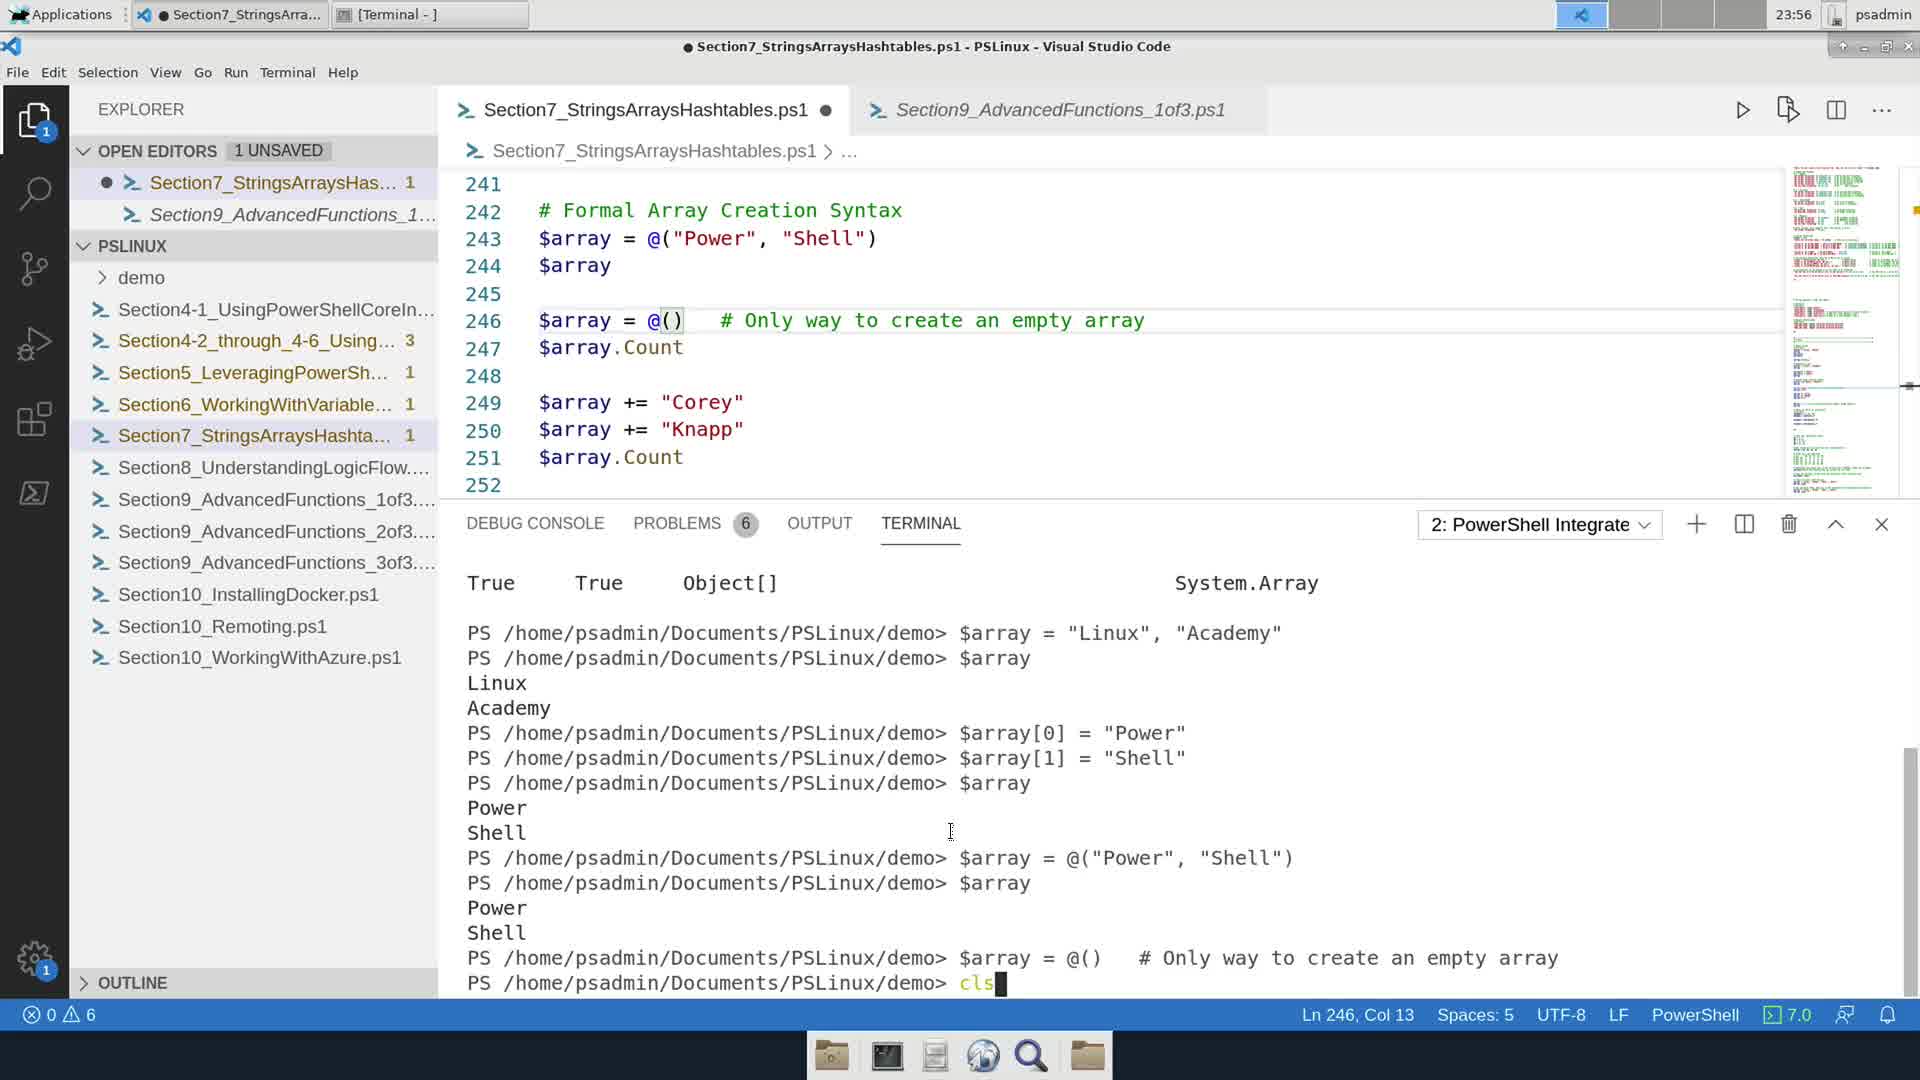 Applications
● Section7_StringsArra...
[Terminal - ]
23:56
psadmin
● Section7_StringsArraysHashtables.ps1 - PSLinux - Visual Studio Code
File Edit Selection View Go Run Terminal Help
EXPLORER
OPEN EDITORS 1 UNSAVED
Section7_StringsArraysHas... 1
Section9_AdvancedFunctions_1...
PSLINUX
demo
Section4-1_UsingPowerShellCoreIn...
Section4-2_through_4-6_Using... 3
Section5_LeveragingPowerSh... 1
Section6_WorkingWithVariable... 1
Section7_StringsArraysHashta... 1
Section8_UnderstandingLogicFlow....
Section9_AdvancedFunctions_1of3....
Section9_AdvancedFunctions_2of3....
Section9_AdvancedFunctions_3of3....
Section10_InstallingDocker.ps1
Section10_Remoting.ps1
Section10_WorkingWithAzure.ps1
OUTLINE
1
1
Section7_StringsArraysHashtables.ps1 ●
Section9_AdvancedFunctions_1of3.ps1
Section7_StringsArraysHashtables.ps1 > ...
241
242 # Formal Array Creation Syntax
243 $array = @("Power", "Shell")
244 $array
245
246 $array = @()   # Only way to create an empty array
247 $array.Count
248
249 $array += "Corey"
250 $array += "Knapp"
251 $array.Count
252
DEBUG CONSOLE PROBLEMS 6 OUTPUT TERMINAL
2: PowerShell Integrate
True     True     Object[]                                 System.Array
PS /home/psadmin/Documents/PSLinux/demo> $array = "Linux", "Academy"
PS /home/psadmin/Documents/PSLinux/demo> $array
Linux
Academy
PS /home/psadmin/Documents/PSLinux/demo> $array[0] = "Power"
PS /home/psadmin/Documents/PSLinux/demo> $array[1] = "Shell"
PS /home/psadmin/Documents/PSLinux/demo> $array
Power
Shell
PS /home/psadmin/Documents/PSLinux/demo> $array = @("Power", "Shell")
PS /home/psadmin/Documents/PSLinux/demo> $array
Power
Shell
PS /home/psadmin/Documents/PSLinux/demo> $array = @()   # Only way to create an empty array
PS /home/psadmin/Documents/PSLinux/demo> cls
0 6
Ln 246, Col 13 Spaces: 5 UTF-8 LF PowerShell 7.0